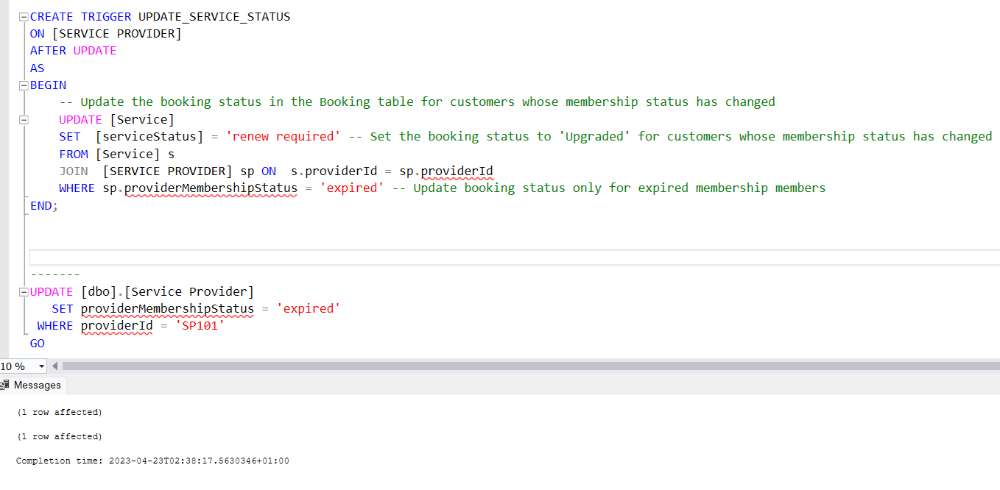 CREATE TRIGGER UPDATE_SERVICE_STATUS
ON [SERVICE PROVIDER]
AFTER UPDATE
AS
BEGIN
    -- Update the booking status in the Booking table for customers whose membership status has changed
    UPDATE [Service]
    SET  [serviceStatus] = 'renew required' -- Set the booking status to 'Upgraded' for customers whose membership status has changed
    FROM [Service] s
    JOIN  [SERVICE PROVIDER] sp ON  s.providerId = sp.providerId
    WHERE sp.providerMembershipStatus = 'expired' -- Update booking status only for expired membership members
END;
-------
UPDATE [dbo].[Service Provider]
   SET providerMembershipStatus = 'expired'
 WHERE providerId = 'SP101'
GO
10 %
Messages
(1 row affected)
(1 row affected)
Completion time: 2023-04-23T02:38:17.5630346+01:00